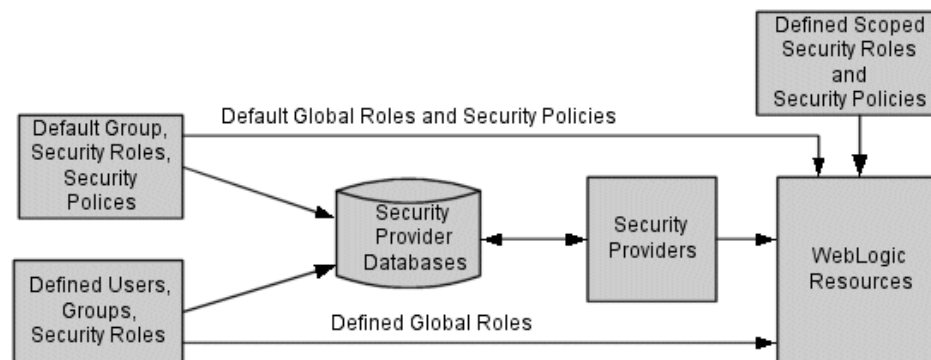 Defined Scoped
Security Roles
and
Security Policies
Default Global Roles and Security Policies
Default Group,
Security Roles,
Security
Polices
Security
Provider
Databases
Security
Providers
WebLogic
Resources
Defined Users,
Groups,
Security Roles
Defined Global Roles